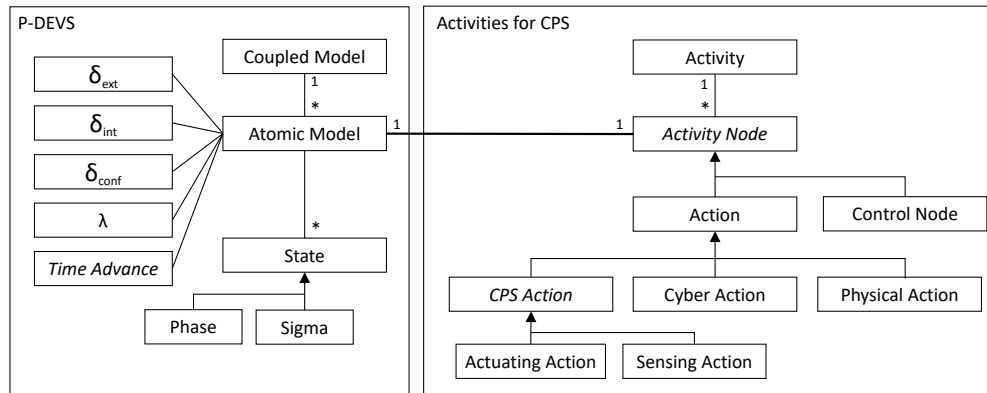 P-DEVS
Coupled Model
1
*
δext
δint
δconf
λ
Time Advance
Atomic Model
1
*
State
Phase
Sigma
Activities for CPS
Activity
1
*
1
Activity Node
Action
Control Node
CPS Action
Cyber Action
Physical Action
Actuating Action
Sensing Action